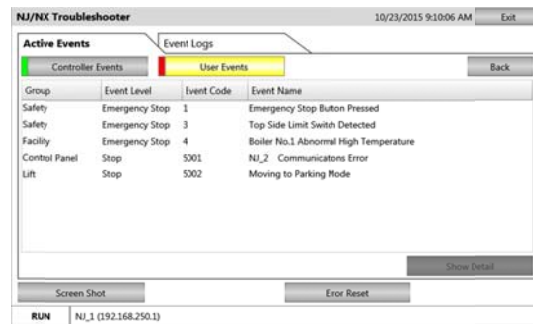 NJ/NX Troubleshooter 10/23/2015 9:10:06 AM Exit
Active Events Event Logs
Controller Events User Events Back
Group Event Level Event Code Event Name
Safety Emergency Stop 1 Emergency Stop Button Pressed
Safety Emergency Stop 3 Top Side Limit Switch Detected
Facility Emergency Stop 4 Boiler No.1 Abnormal High Temperature
Control Panel Stop 5001 NJ_2 Communications Error
Lift Stop 5002 Moving to Parking Mode
Show Detail
Screen Shot Error Reset
RUN NJ_1 (192.168.250.1)